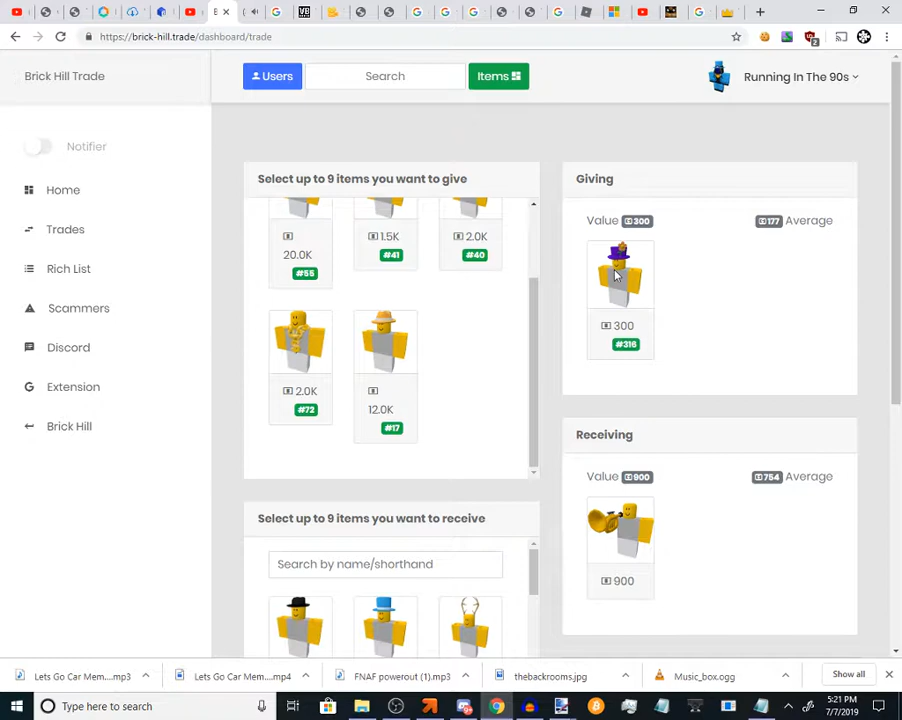 https://brick-hill.trade/dashboard/trade
2
Brick Hill Trade
Users
Search
Items
Running In The 90s
Notifier
Home
Trades
Rich List
Scammers
Discord
Extension
Brick Hill
Select up to 9 items you want to give
20.0K
#55
1.5K
#41
2.0K
#40
2.0K
#72
12.0K
#17
Select up to 9 items you want to receive
Search by name/shorthand
Giving
Value 300
177 Average
300
#316
Receiving
Value 900
754 Average
900
Lets Go Car Mem....mp3
Lets Go Car Mem....mp4
FNAF powerout (1).mp3
thebackrooms.jpg
Music_box.ogg
Show all
Type here to search
5:21 PM
7/7/2019